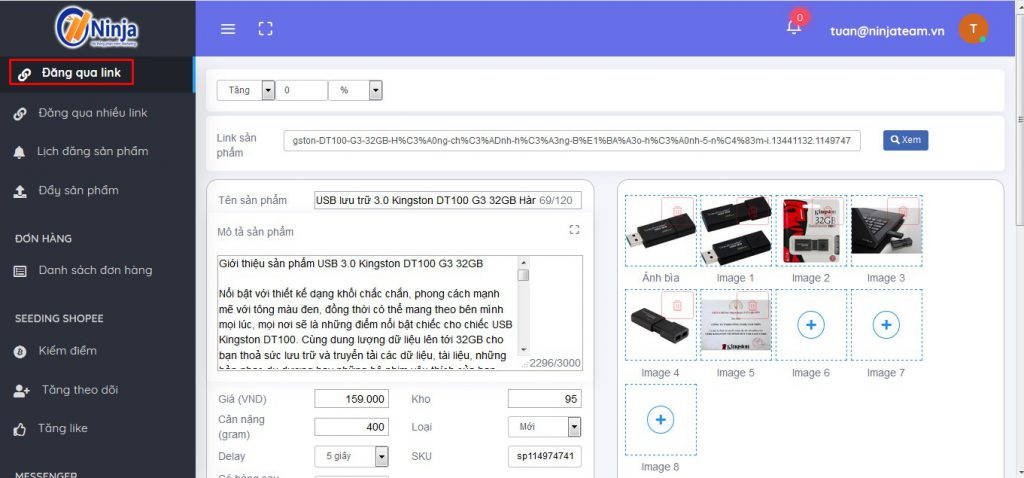 Ninja
8
tuan@ninjateam.vn
T
Đăng qua link
Đăng qua nhiều link
Lịch đăng sản phẩm
Đẩy sản phẩm
ĐƠN HÀNG
Danh sách đơn hàng
SEEDING SHOPEE
Kiếm điểm
Tăng theo dõi
Tăng like
MESSENGER
Tăng 0 %
Link sản phẩm
gston-DT100-G3-32GB-H%C3%A0ng-ch%C3%ADnh-h%C3%A3ng-B%E1%BA%A3o-h%C3%A0nh-5-n%C4%83m-i.13441132.1149747
Xem
Tên sản phẩm USB lưu trữ 3.0 Kingston DT100 G3 32GB Hàr 69/120
Mô tả sản phẩm
Giới thiệu sản phẩm USB 3.0 Kingston DT100 G3 32GB
Nổi bật với thiết kế dạng khối chắc chắn, phong cách mạnh
mẽ với tông màu đen, đồng thời có thể mang theo bên mình
mọi lúc, mọi nơi sẽ là những điểm nổi bật chiếc cho chiếc USB
Kingston DT100. Cùng dung lượng dữ liệu lên tới 32GB cho
bạn thoả sức lưu trữ và truyền tải các dữ liệu, tài liệu, những
2296/3000
Giá (VND) 159.000 Kho 95
Cân nặng
(gram) 400 Loại Mới
Delay 5 giây SKU sp114974741
Ảnh bìa Image 1 Image 2 Image 3
Kingston
32GB
Image 4 Image 5 Image 6 Image 7
Kingston
Image 8